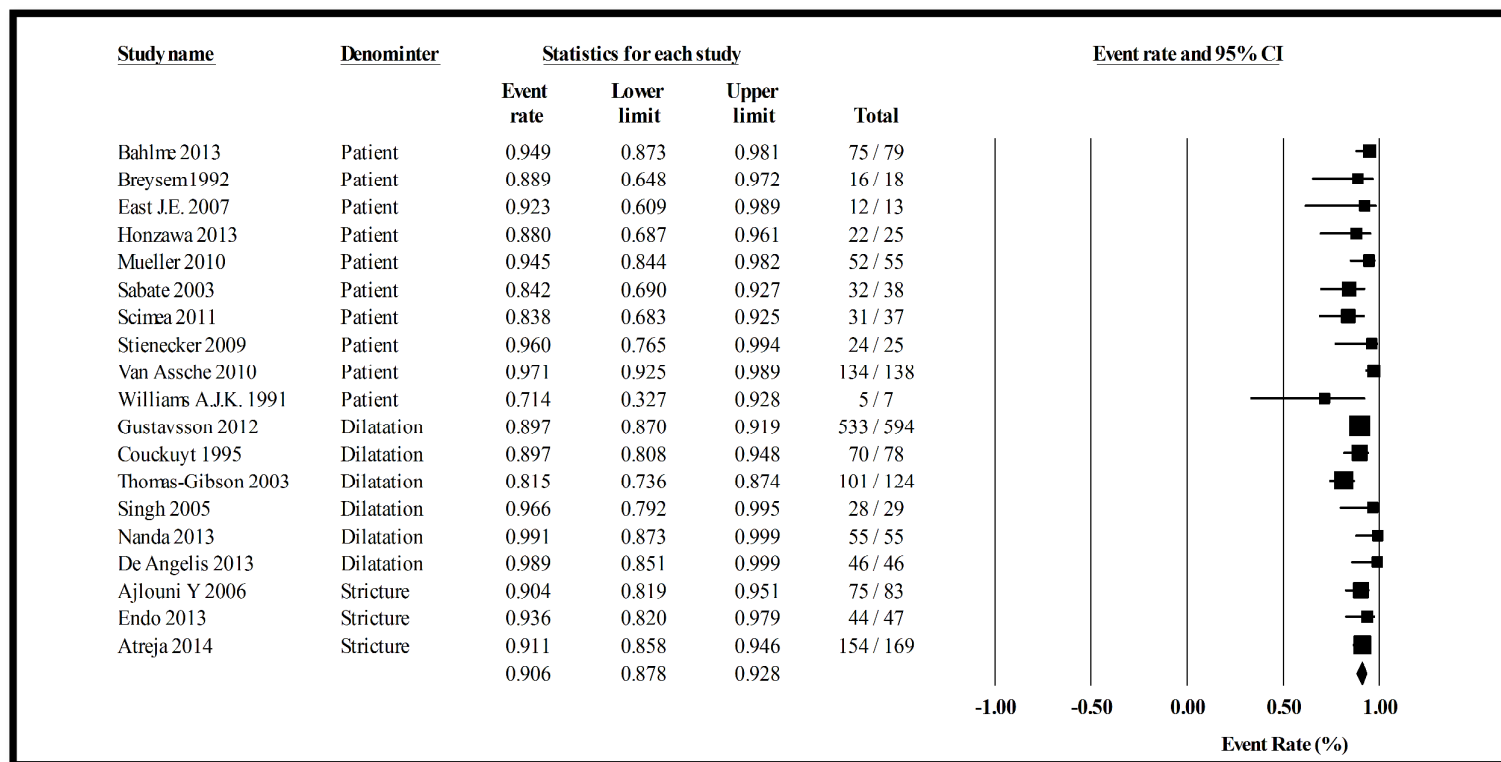 Study name Denominter Statistics for each study Event rate and 95% CI
Event rate Lower limit Upper limit Total
Bahlme 2013 Patient 0.949 0.873 0.981 75 / 79
Breysem1992 Patient 0.889 0.648 0.972 16 / 18
East J.E. 2007 Patient 0.923 0.609 0.989 12 / 13
Honzawa 2013 Patient 0.880 0.687 0.961 22 / 25
Mueller 2010 Patient 0.945 0.844 0.982 52 / 55
Sabate 2003 Patient 0.842 0.690 0.927 32 / 38
Scimea 2011 Patient 0.838 0.683 0.925 31 / 37
Stienecker 2009 Patient 0.960 0.765 0.994 24 / 25
Van Assche 2010 Patient 0.971 0.925 0.989 134 / 138
Williams A.J.K. 1991 Patient 0.714 0.327 0.928 5 / 7
Gustavsson 2012 Dilatation 0.897 0.870 0.919 533 / 594
Couckuyt 1995 Dilatation 0.897 0.808 0.948 70 / 78
Thomas-Gibson 2003 Dilatation 0.815 0.736 0.874 101 / 124
Singh 2005 Dilatation 0.966 0.792 0.995 28 / 29
Nanda 2013 Dilatation 0.991 0.873 0.999 55 / 55
De Angelis 2013 Dilatation 0.989 0.851 0.999 46 / 46
Ajlouni Y 2006 Stricture 0.904 0.819 0.951 75 / 83
Endo 2013 Stricture 0.936 0.820 0.979 44 / 47
Atreja 2014 Stricture 0.911 0.858 0.946 154 / 169
0.906 0.878 0.928
-1.00 -0.50 0.00 0.50 1.00
Event Rate (%)